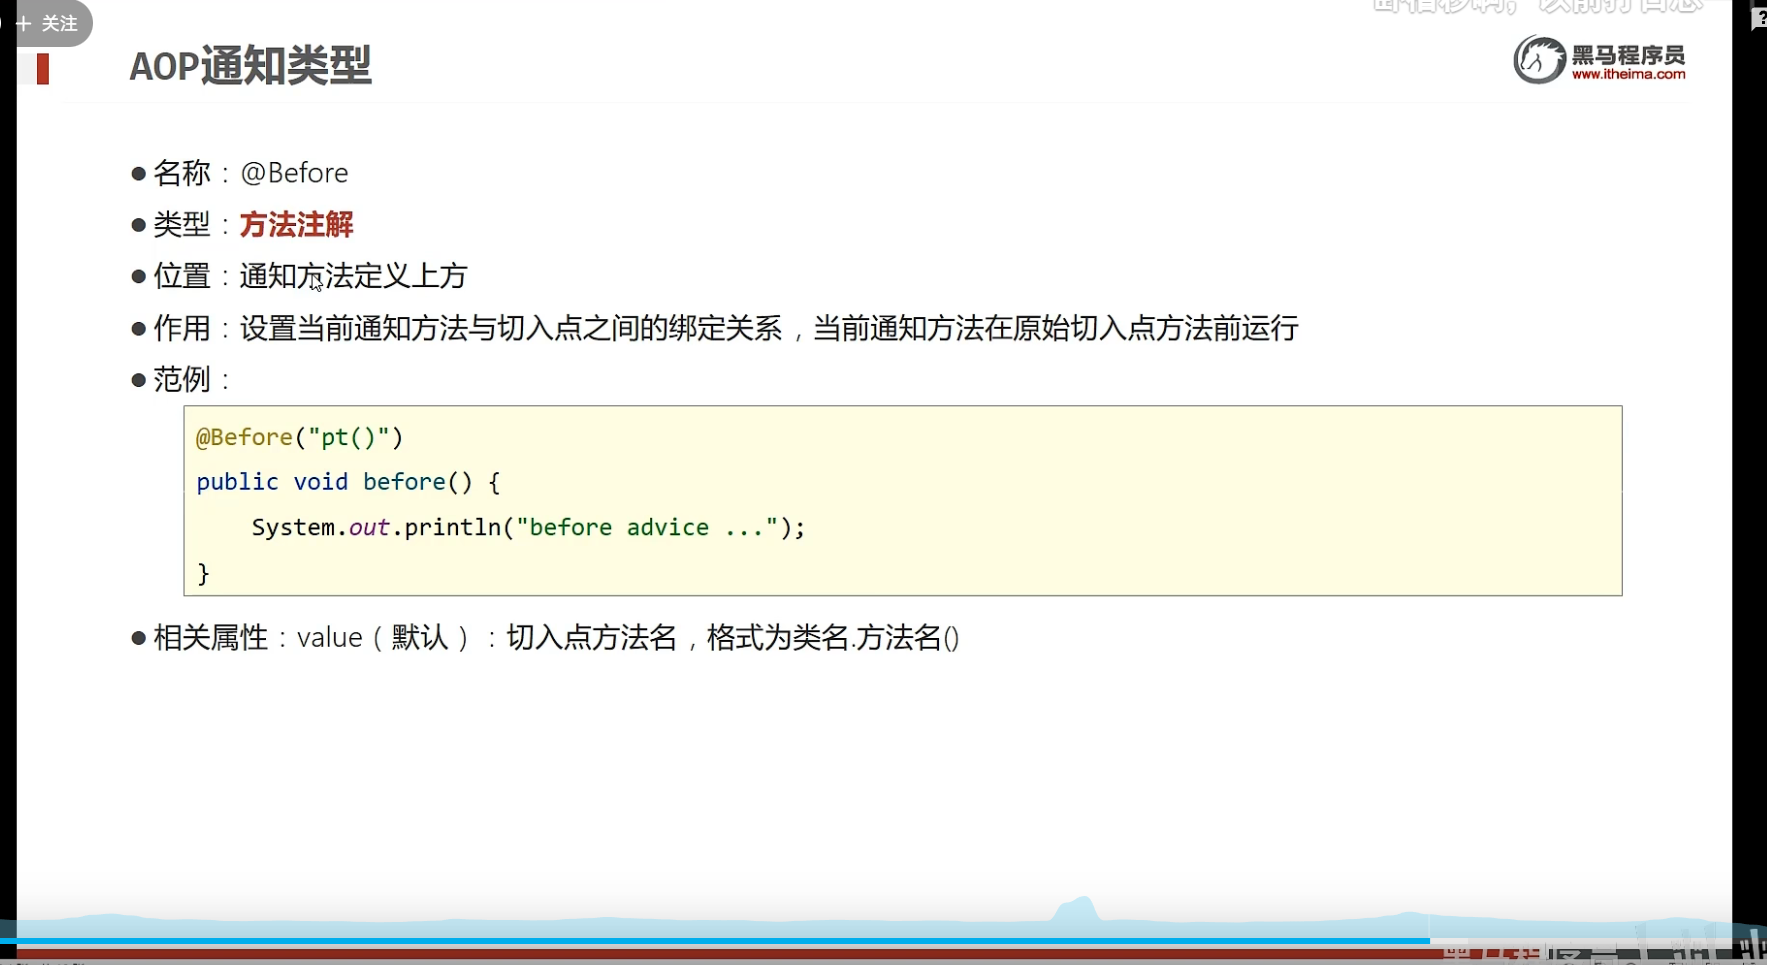 + 关注
AOP通知类型
黑马程序员
www.itheima.com
● 名称：@Before
● 类型：方法注解
● 位置：通知方法定义上方
● 作用：设置当前通知方法与切入点之间的绑定关系，当前通知方法在原始切入点方法前运行
● 范例：
@Before("pt()")
public void before() {
    System.out.println("before advice ...");
}
● 相关属性：value（默认）：切入点方法名，格式为类名.方法名()